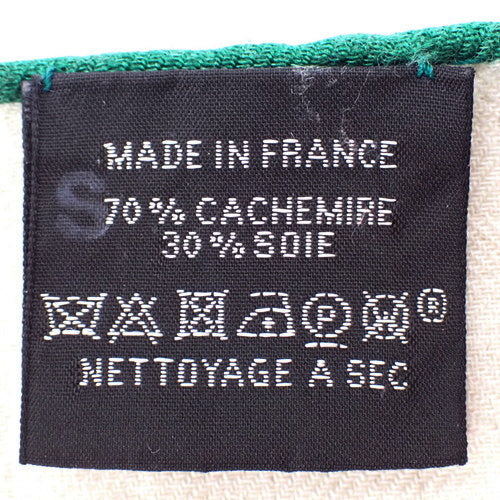 MADE IN FRANCE
S
70 % CACHEMIRE
30 % SOIE
P W ®
NETTOYAGE A SEC